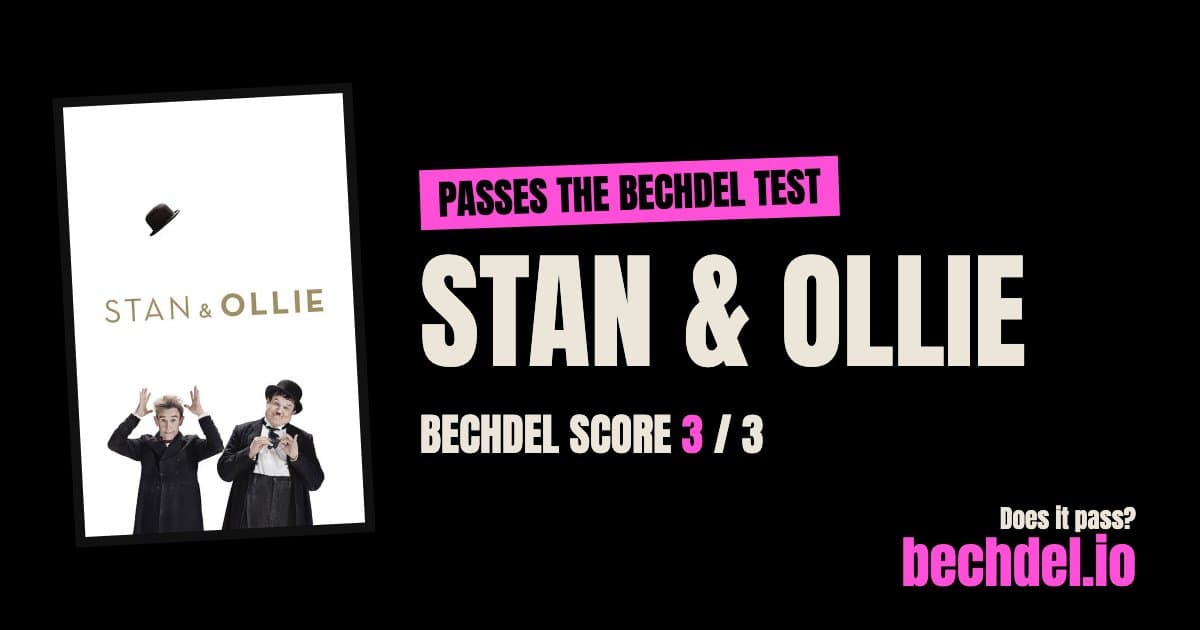 STAN & OLLIE
PASSES THE BECHDEL TEST
STAN & OLLIE
BECHDEL SCORE 3 / 3
Does it pass?
bechdel.io